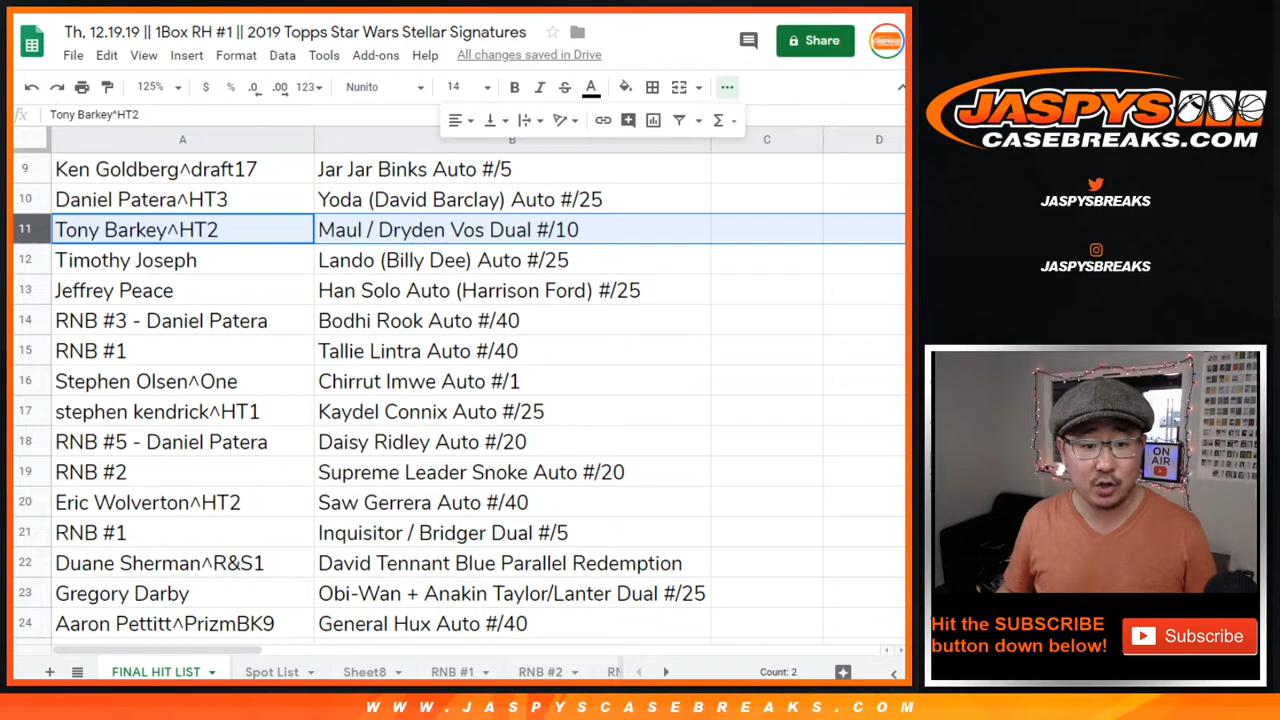 Th, 12.19.19 || 1Box RH #1 || 2019 Topps Star Wars Stellar Signatures
File Edit View Insert Format Data Tools Add-ons Help All changes saved in Drive
Share
125% $ % .0 .00 123 Nunito 14 B I S A
fx Tony Barkey^HT2
A B C D
9 Ken Goldberg^draft17 Jar Jar Binks Auto #/5
10 Daniel Patera^HT3 Yoda (David Barclay) Auto #/25
11 Tony Barkey^HT2 Maul / Dryden Vos Dual #/10
12 Timothy Joseph Lando (Billy Dee) Auto #/25
13 Jeffrey Peace Han Solo Auto (Harrison Ford) #/25
14 RNB #3 - Daniel Patera Bodhi Rook Auto #/40
15 RNB #1 Tallie Lintra Auto #/40
16 Stephen Olsen^One Chirrut Imwe Auto #/1
17 stephen kendrick^HT1 Kaydel Connix Auto #/25
18 RNB #5 - Daniel Patera Daisy Ridley Auto #/20
19 RNB #2 Supreme Leader Snoke Auto #/20
20 Eric Wolverton^HT2 Saw Gerrera Auto #/40
21 RNB #1 Inquisitor / Bridger Dual #/5
22 Duane Sherman^R&S1 David Tennant Blue Parallel Redemption
23 Gregory Darby Obi-Wan + Anakin Taylor/Lanter Dual #/25
24 Aaron Pettitt^PrizmBK9 General Hux Auto #/40
FINAL HIT LIST Spot List Sheet8 RNB #1 RNB #2 Count: 2
JASPYS
CASEBREAKS.COM
JASPYSBREAKS
JASPYSBREAKS
ON
AIR
Hit the SUBSCRIBE
button down below!
Subscribe
WWW.JASPYSCASEBREAKS.COM